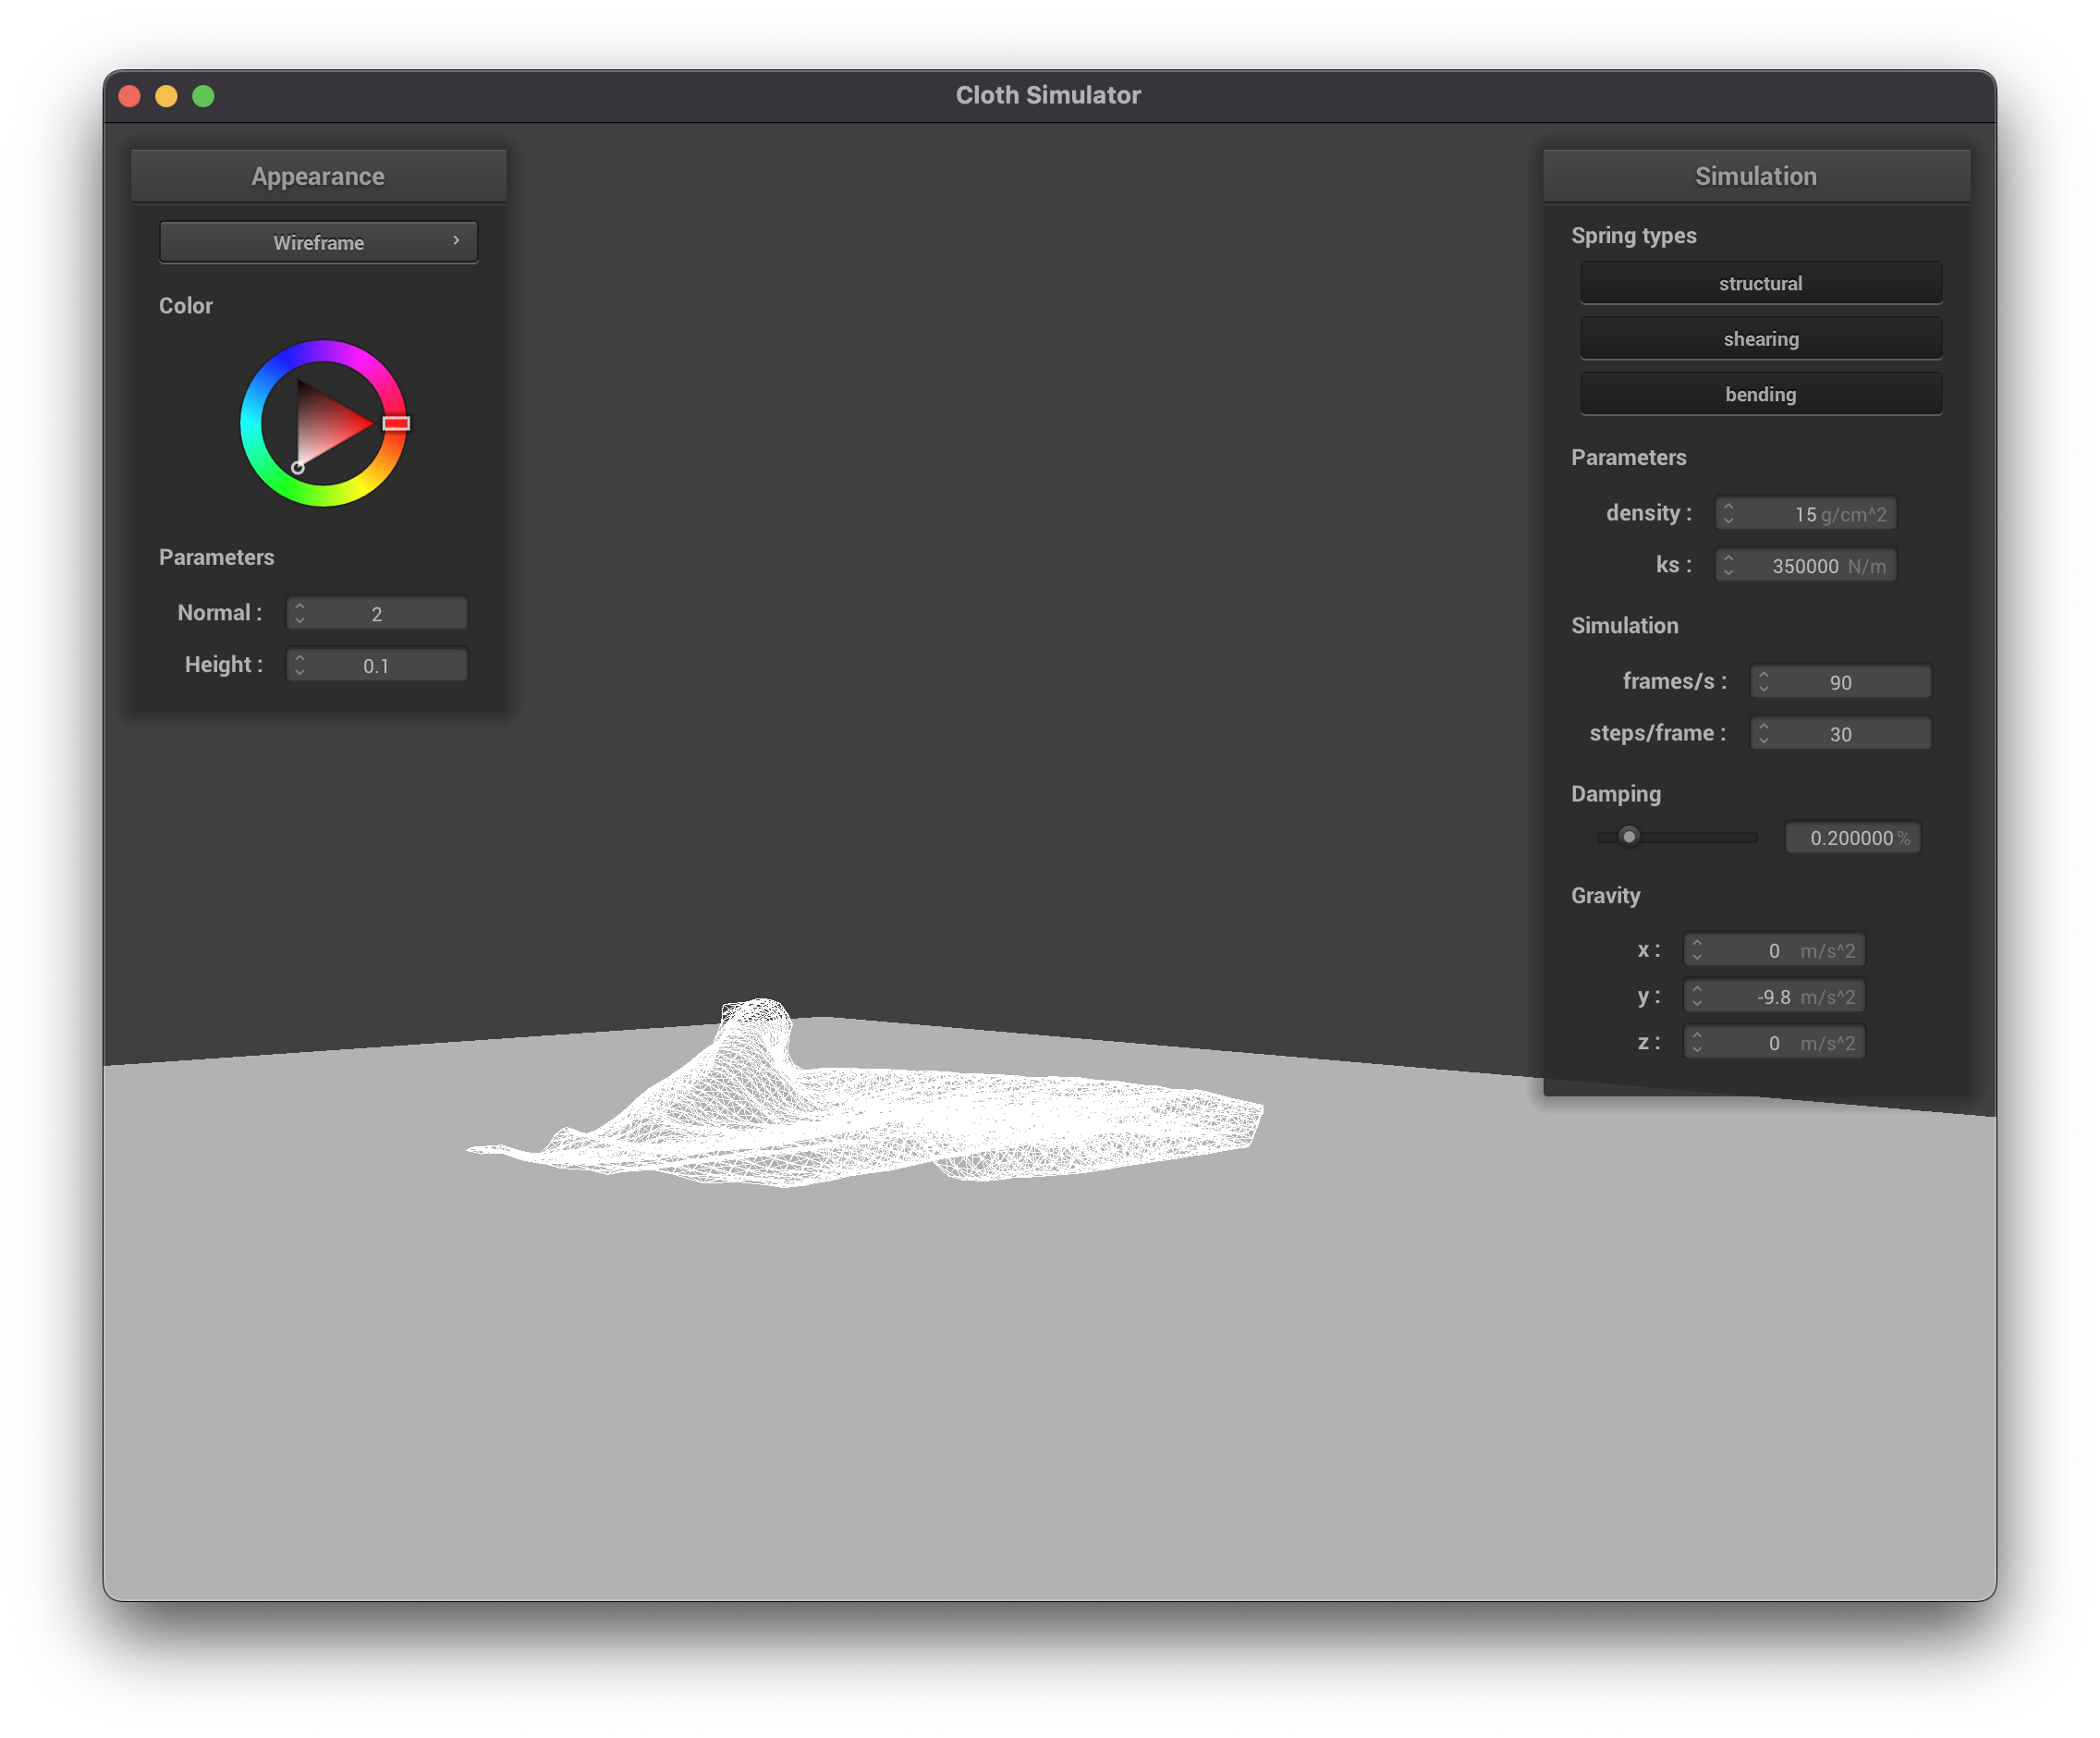 Cloth Simulator
Appearance
Wireframe
Color
Parameters
Normal : 2
Height : 0.1
Simulation
Spring types
structural
shearing
bending
Parameters
density : 15 g/cm^2
ks : 350000 N/m
Simulation
frames/s : 90
steps/frame : 30
Damping
0.200000 %
Gravity
x : 0 m/s^2
y : -9.8 m/s^2
z : 0 m/s^2